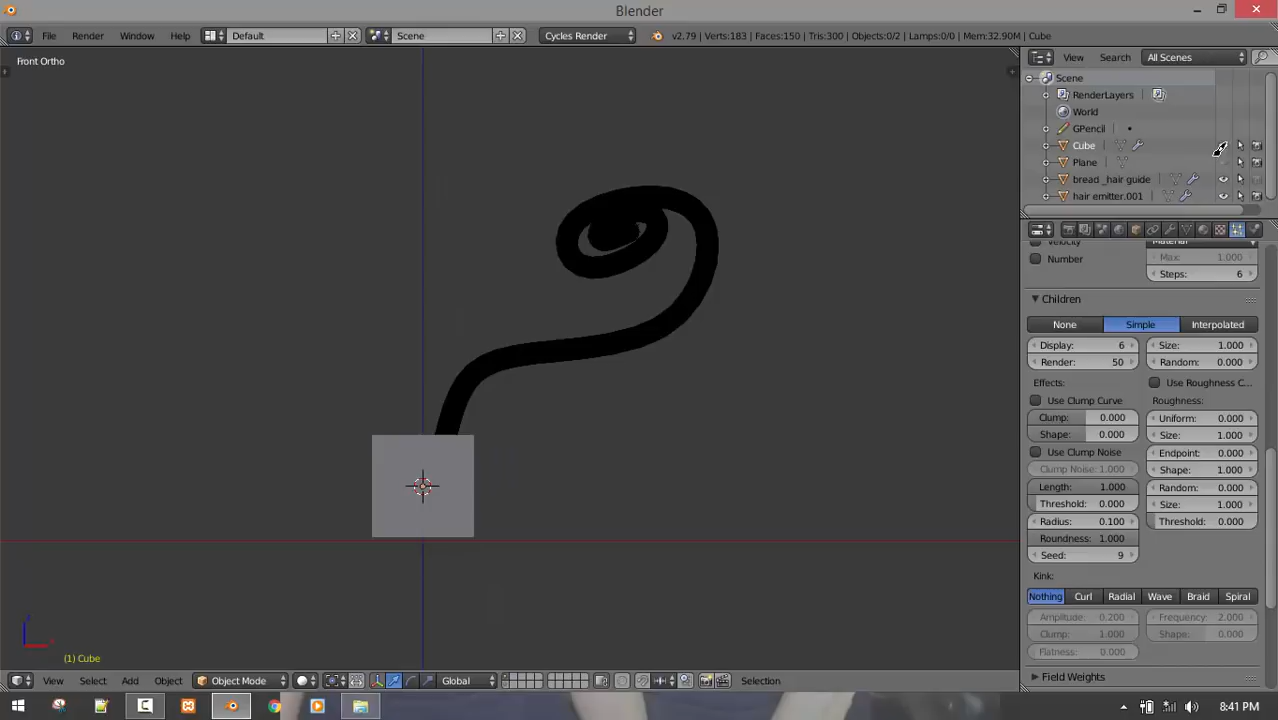 Blender
File Render Window Help Default Scene Cycles Render v2.79 | Verts:183 | Faces:150 | Tris:300 | Objects:0/2 | Lamps:0/0 | Mem:32.90M | Cube
Front Ortho
View Search All Scenes
Scene
RenderLayers
World
GPencil
Cube
Plane
bread _hair guide
hair emitter.001
Velocity Material
Number Max: 1.000
Steps: 6
Children
None Simple Interpolated
Display: 6 Size: 1.000
Render: 50 Random: 0.000
Effects: Use Roughness C...
Use Clump Curve Roughness:
Clump: 0.000 Uniform: 0.000
Shape: 0.000 Size: 1.000
Use Clump Noise Endpoint: 0.000
Clump Noise: 1.000 Shape: 1.000
Length: 1.000 Random: 0.000
Threshold: 0.000 Size: 1.000
Radius: 0.100 Threshold: 0.000
Roundness: 1.000
Seed: 9
Kink:
Nothing Curl Radial Wave Braid Spiral
Amplitude: 0.200 Frequency: 2.000
Clump: 1.000 Shape: 0.000
Flatness: 0.000
Field Weights
(1) Cube
View Select Add Object Object Mode Global Selection
8:41 PM